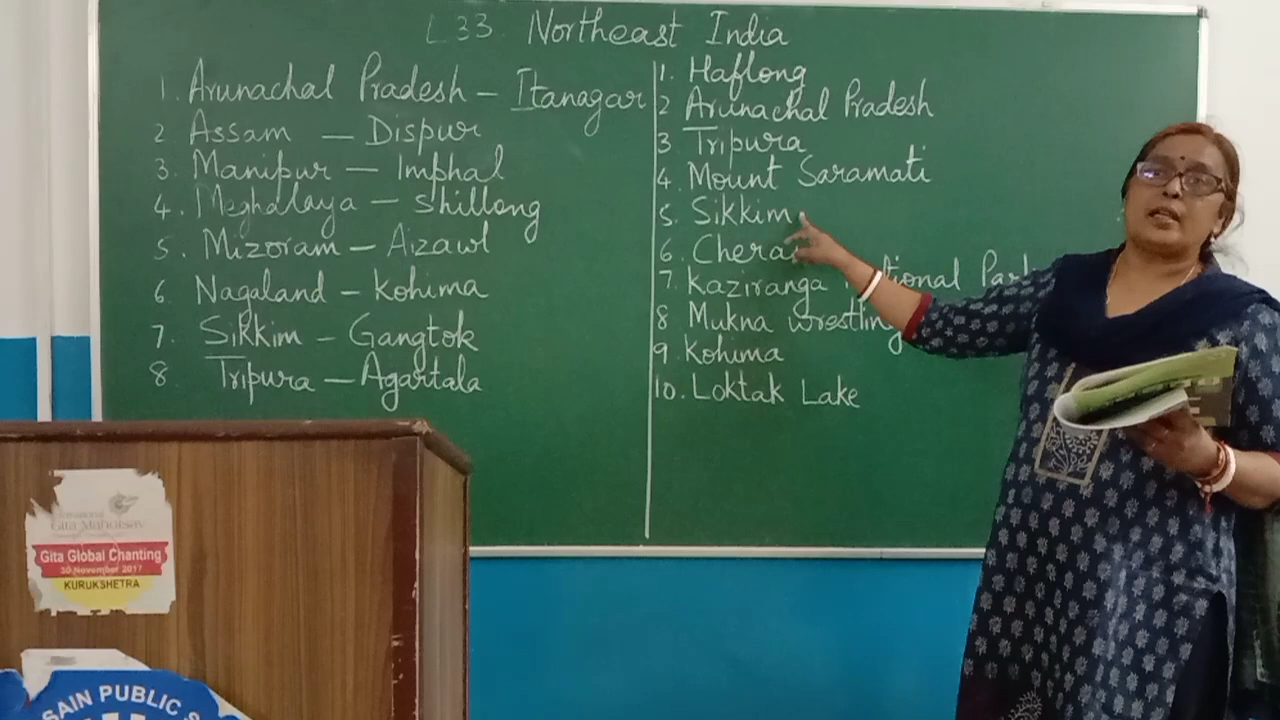 L 33. Northeast India
1. Arunachal Pradesh - Itanagar
2 Assam - Dispur
3. Manipur - Imphal
4. Meghalaya - Shillong
5. Mizoram - Aizawl
6 Nagaland - Kohima
7. Sikkim - Gangtok
8 Tripura - Agartala
1. Haflong
2 Arunachal Pradesh
3 Tripura
4. Mount Saramati
5. Sikkim
6.
7. Kaziranga Park
8 Mukna wrestling
9. Kohima
10. Loktak Lake
International
Gita Mahotsav
Gita Global Chanting
30 November 2017
KURUKSHETRA
SAIN PUBLIC